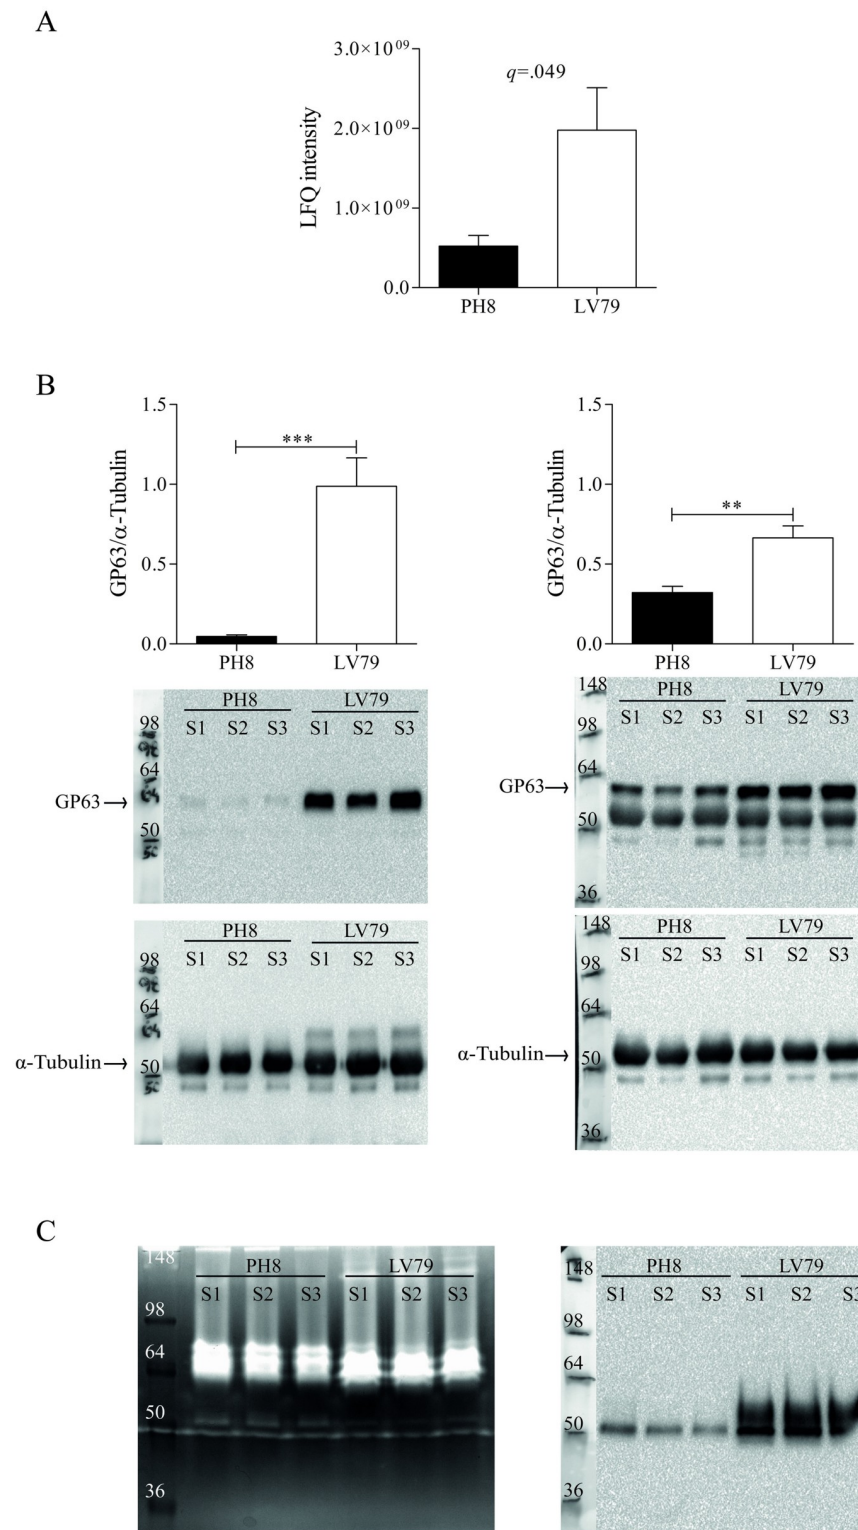 A
3.0×10⁰⁹
q=.049
2.0×10⁰⁹
LFQ intensity
1.0×10⁰⁹
0.0
PH8 LV79
B
1.5
***
1.0
GP63/α-Tubulin
0.5
0.0
PH8 LV79
1.5
1.0
**
GP63/α-Tubulin
0.5
0.0
PH8 LV79
PH8 LV79
98 S1 S2 S3 S1 S2 S3
64
GP63
50
148
PH8 LV79
98 S1 S2 S3 S1 S2 S3
64
GP63
50
36
PH8 LV79
98 S1 S2 S3 S1 S2 S3
64
α-Tubulin
50
148
PH8 LV79
98 S1 S2 S3 S1 S2 S3
64
α-Tubulin
50
36
C
148
PH8 LV79
S1 S2 S3 S1 S2 S3
98
64
50
36
148
PH8 LV79
S1 S2 S3 S1 S2 S3
98
64
50
36